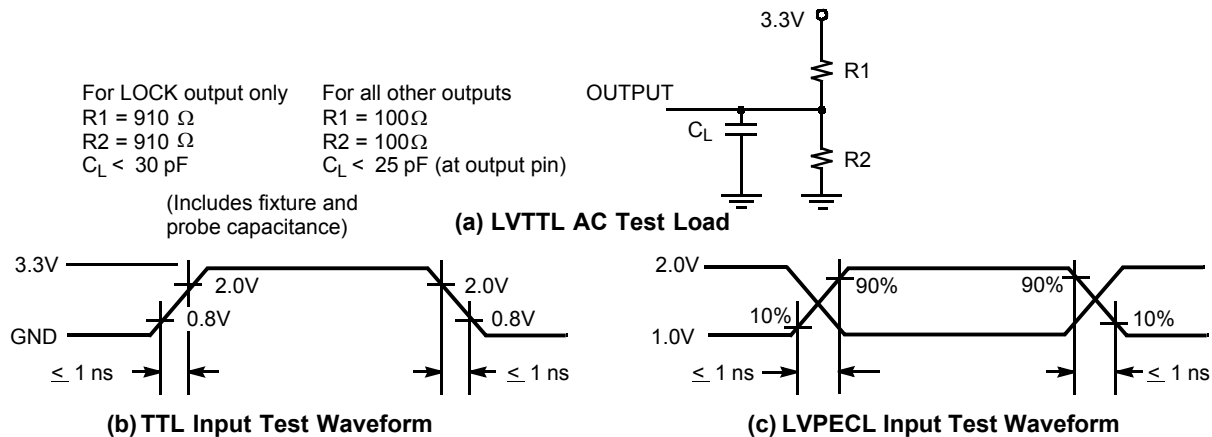 3.3V
R1
For LOCK output only
R1 = 910 Ω
R2 = 910 Ω
C_L < 30 pF
For all other outputs
R1 = 100Ω
R2 = 100Ω
C_L < 25 pF (at output pin)
(Includes fixture and
probe capacitance)
OUTPUT
C_L
R2
(a) LVTTL AC Test Load
3.3V
2.0V
2.0V
0.8V
0.8V
GND
≤ 1 ns
≤ 1 ns
(b) TTL Input Test Waveform
2.0V
90%
90%
10%
10%
1.0V
≤ 1 ns
≤ 1 ns
(c) LVPECL Input Test Waveform